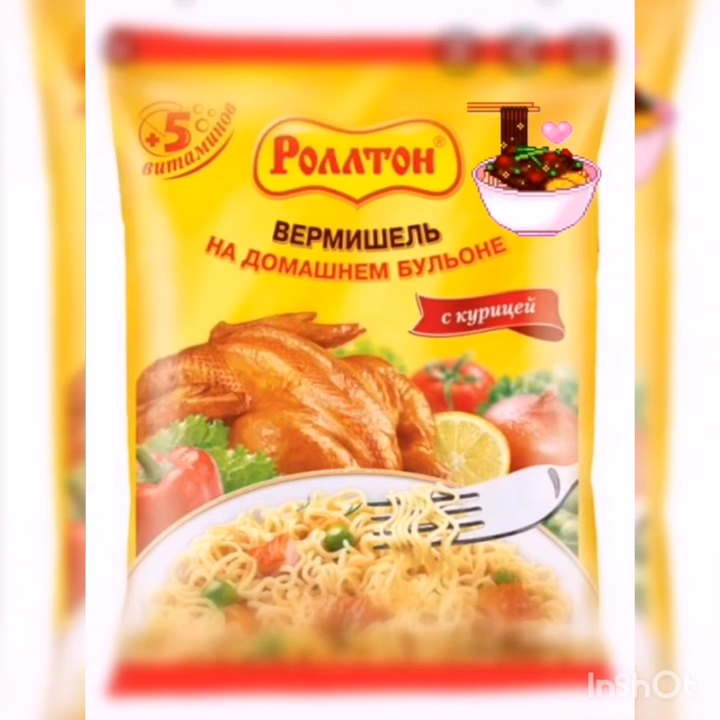 +5
витаминов
Роллтон®
ВЕРМИШЕЛЬ
НА ДОМАШНЕМ БУЛЬОНЕ
с курицей
InShOt